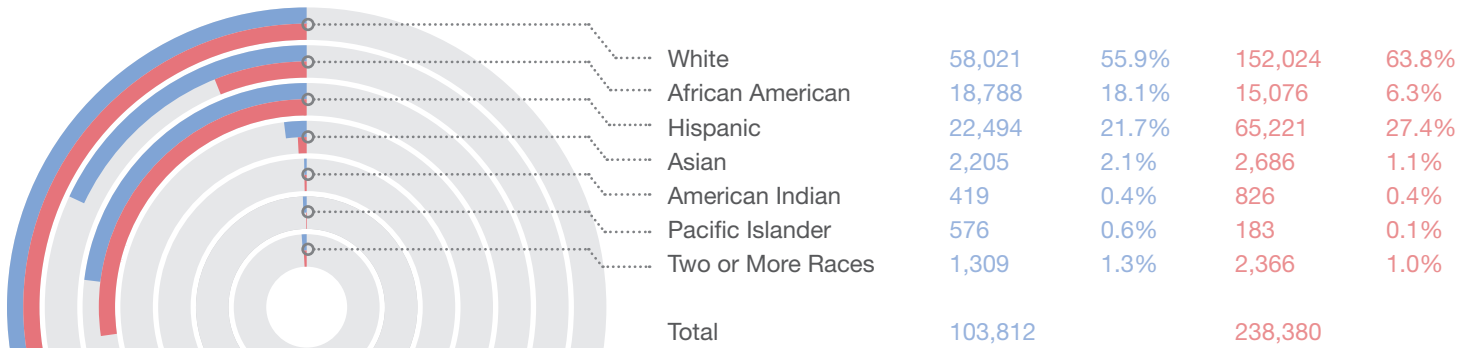 White 58,021 55.9% 152,024 63.8%
African American 18,788 18.1% 15,076 6.3%
Hispanic 22,494 21.7% 65,221 27.4%
Asian 2,205 2.1% 2,686 1.1%
American Indian 419 0.4% 826 0.4%
Pacific Islander 576 0.6% 183 0.1%
Two or More Races 1,309 1.3% 2,366 1.0%
Total 103,812 238,380